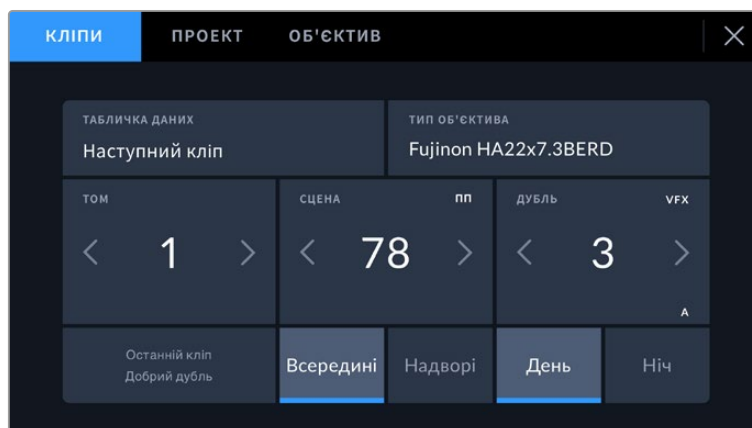 КЛІПИ ПРОЕКТ ОБ'ЄКТИВ
ТАБЛИЧКА ДАНИХ
Наступний кліп
ТИП ОБ'ЄКТИВА
Fujinon HA22x7.3BERD
ТОМ
1
СЦЕНА ПП
78
ДУБЛЬ VFX
3
A
Останній кліп
Добрий дубль
Всередині Надворі День Ніч